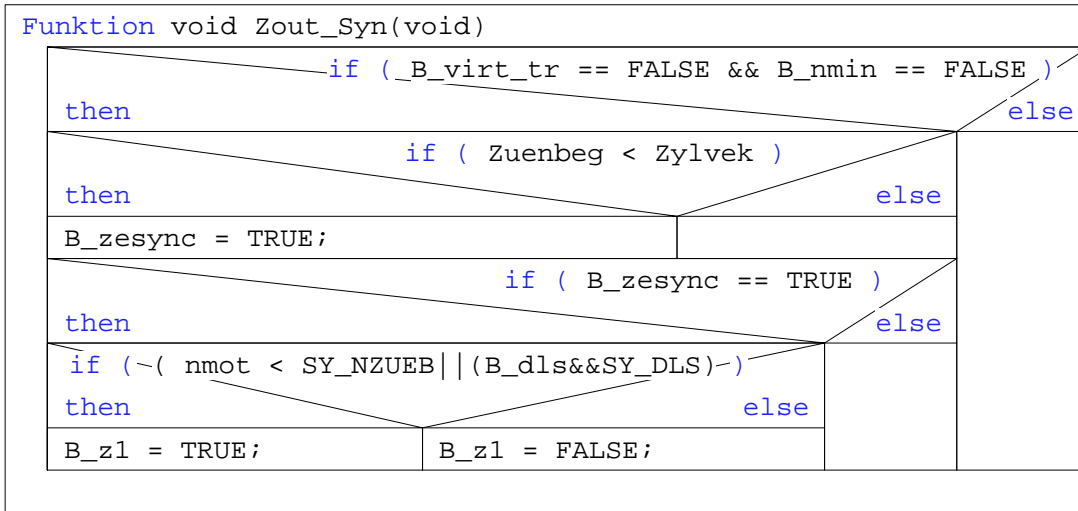 Funktion void Zout_Syn(void)
if ( B_virt_tr == FALSE && B_nmin == FALSE )
then else
if ( Zuenbeg < Zylvek )
then else
B_zesync = TRUE;
if ( B_zesync == TRUE )
then else
if ( ( nmot < SY_NZUEB||(B_dls&&SY_DLS) )
then else
B_z1 = TRUE; B_z1 = FALSE;